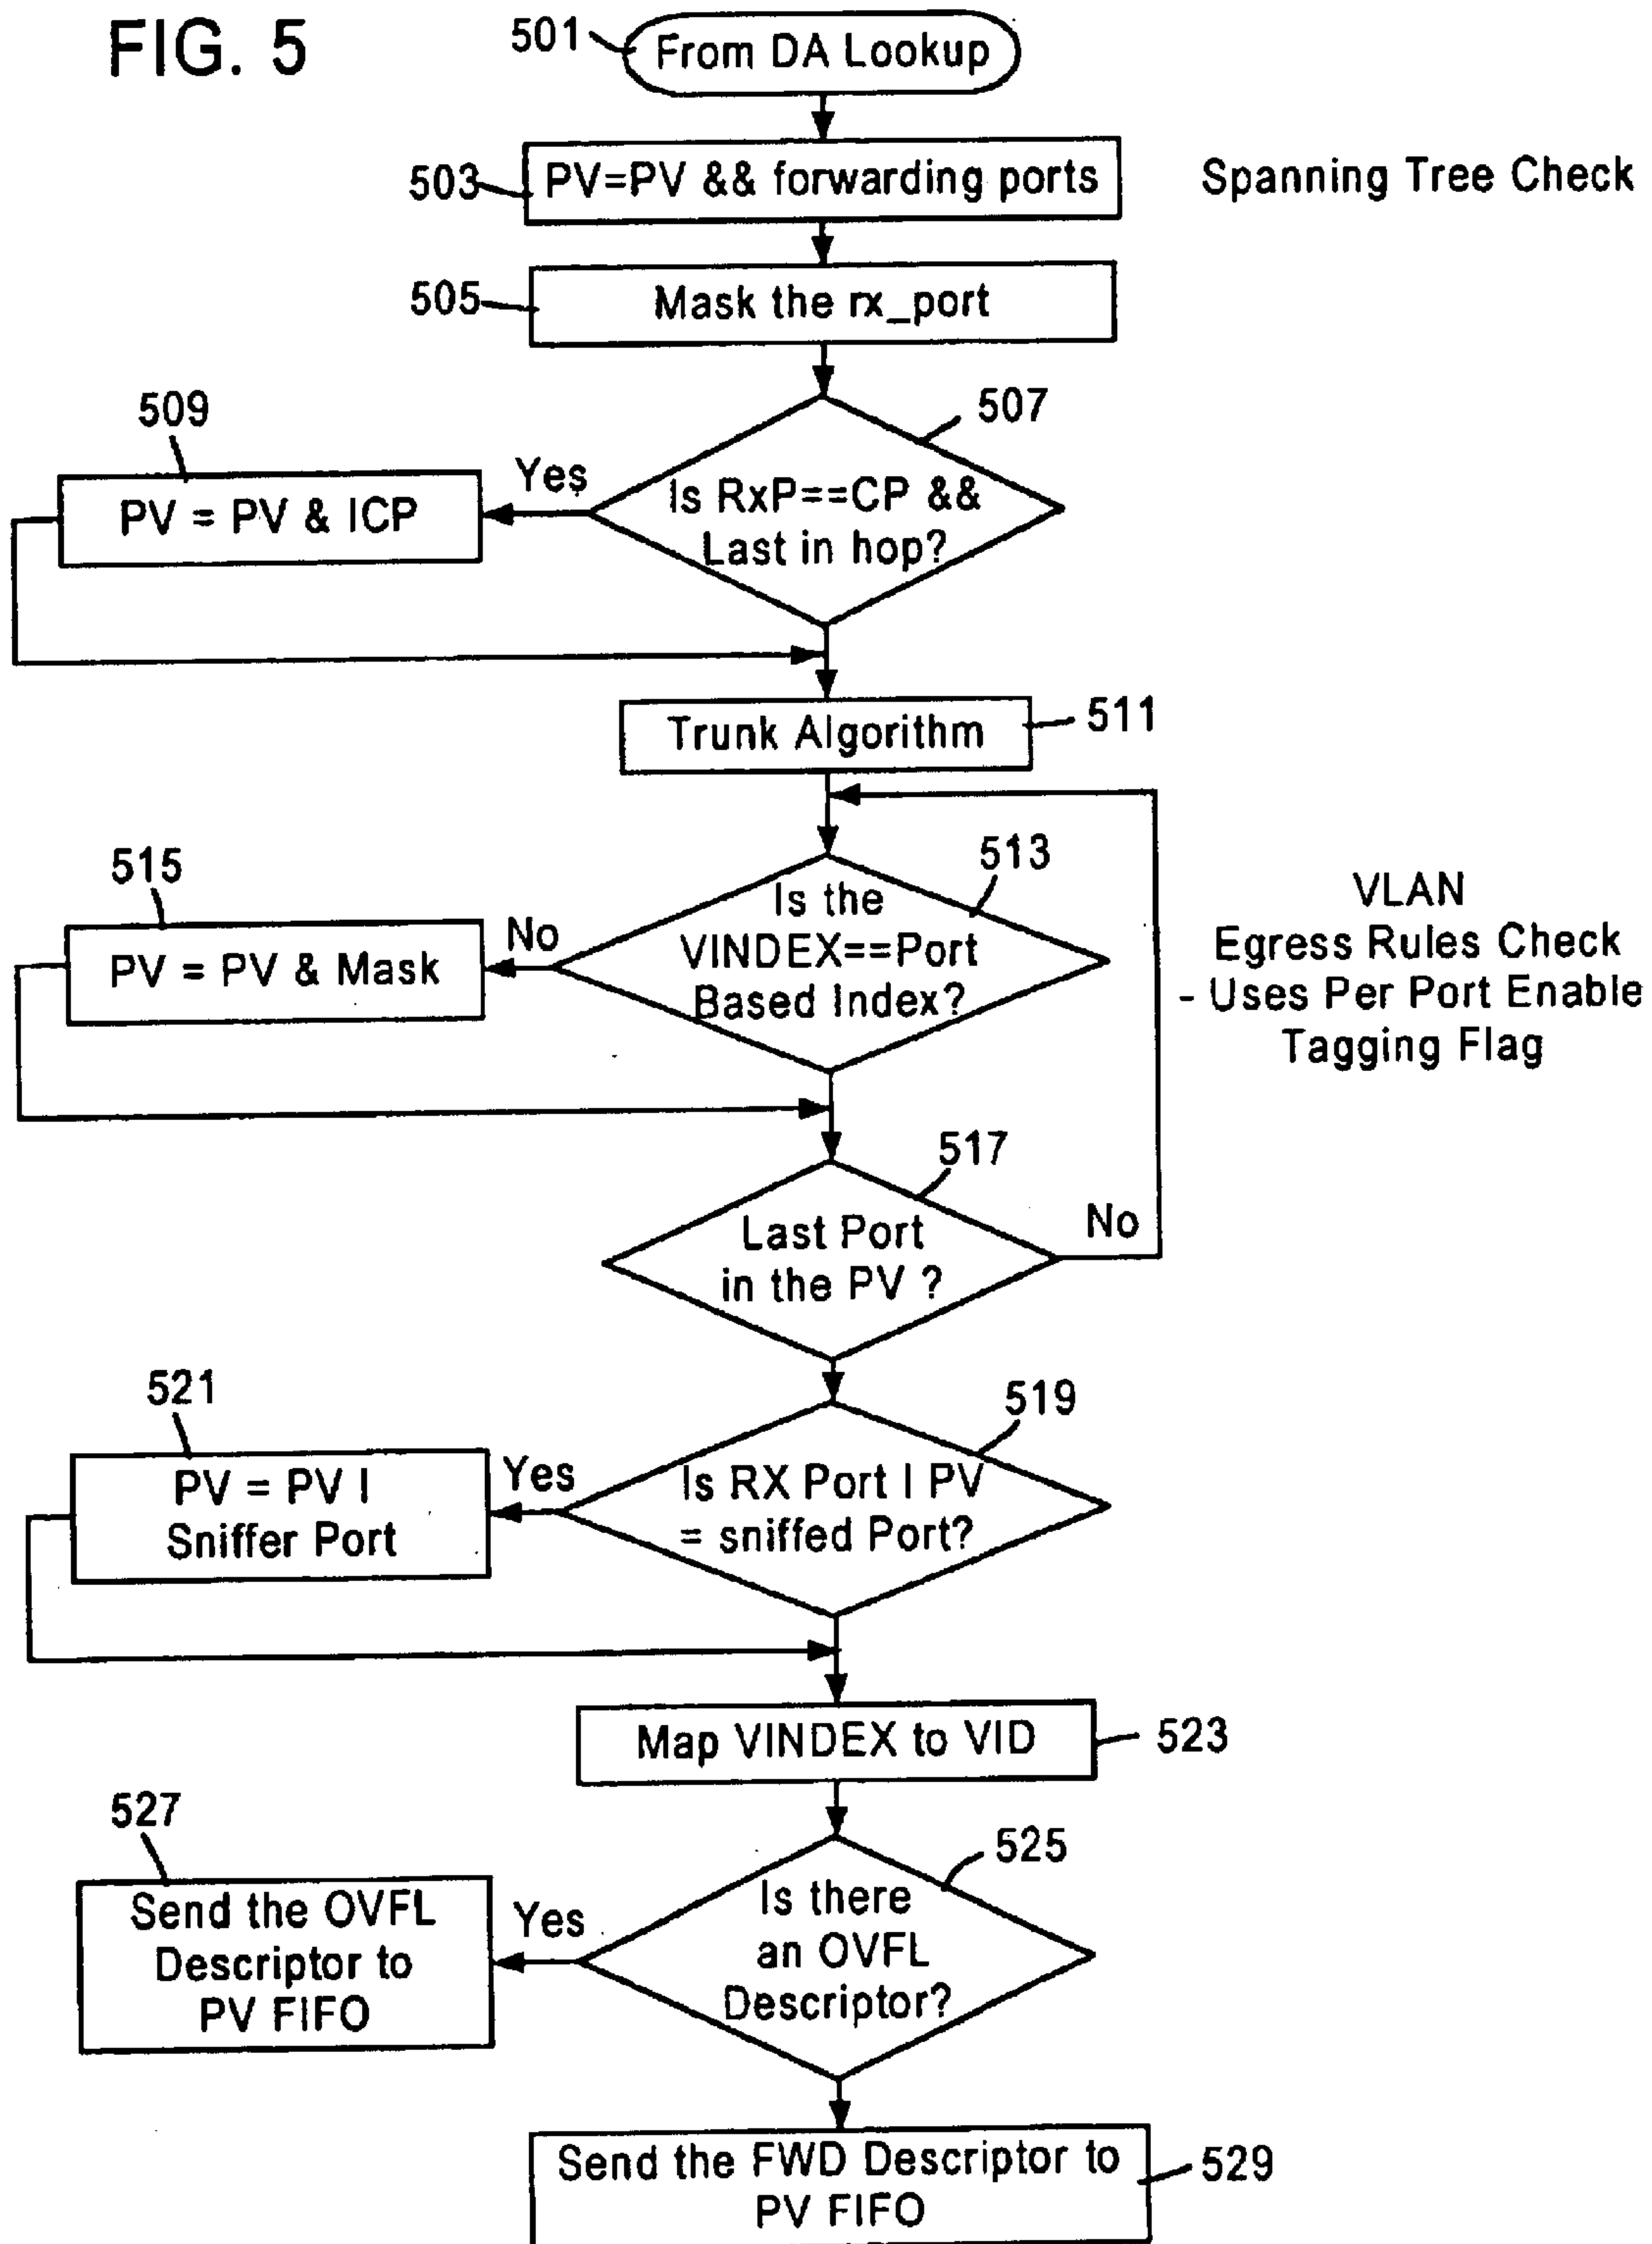 FIG. 5
501
From DA Lookup
503
PV=PV && forwarding ports
Spanning Tree Check
505
Mask the rx_port
507
509
Yes
Is RxP==CP &&
Last in hop?
PV = PV & ICP
Trunk Algorithm
511
513
515
Is the
VINDEX==Port
Based Index?
No
PV = PV & Mask
VLAN
Egress Rules Check
- Uses Per Port Enable
Tagging Flag
517
Last Port
in the PV ?
No
519
521
Is RX Port I PV
= sniffed Port?
Yes
PV = PV I
Sniffer Port
Map VINDEX to VID
523
525
527
Is there
an OVFL
Descriptor?
Yes
Send the OVFL
Descriptor to
PV FIFO
Send the FWD Descriptor to
PV FIFO
529